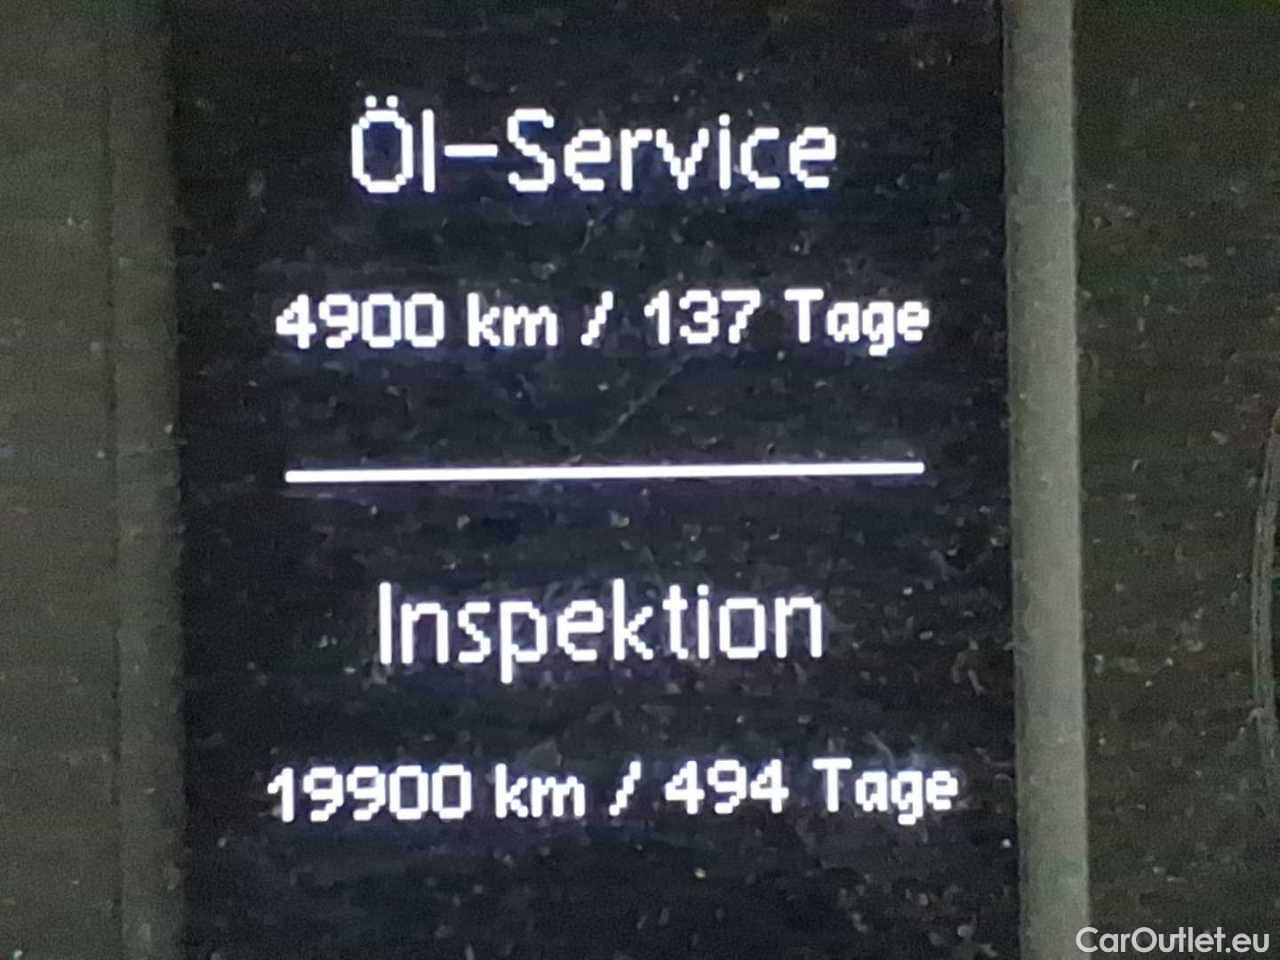 Öl-Service
4900 km / 137 Tage
Inspektion
19900 km / 494 Tage
CarOutlet.eu